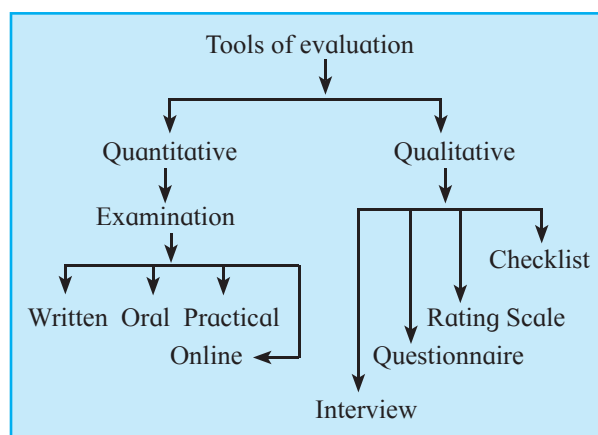 Tools of evaluation
Quantitative Qualitative
Examination
Checklist
Written Oral Practical Rating Scale
Online Questionnaire
Interview